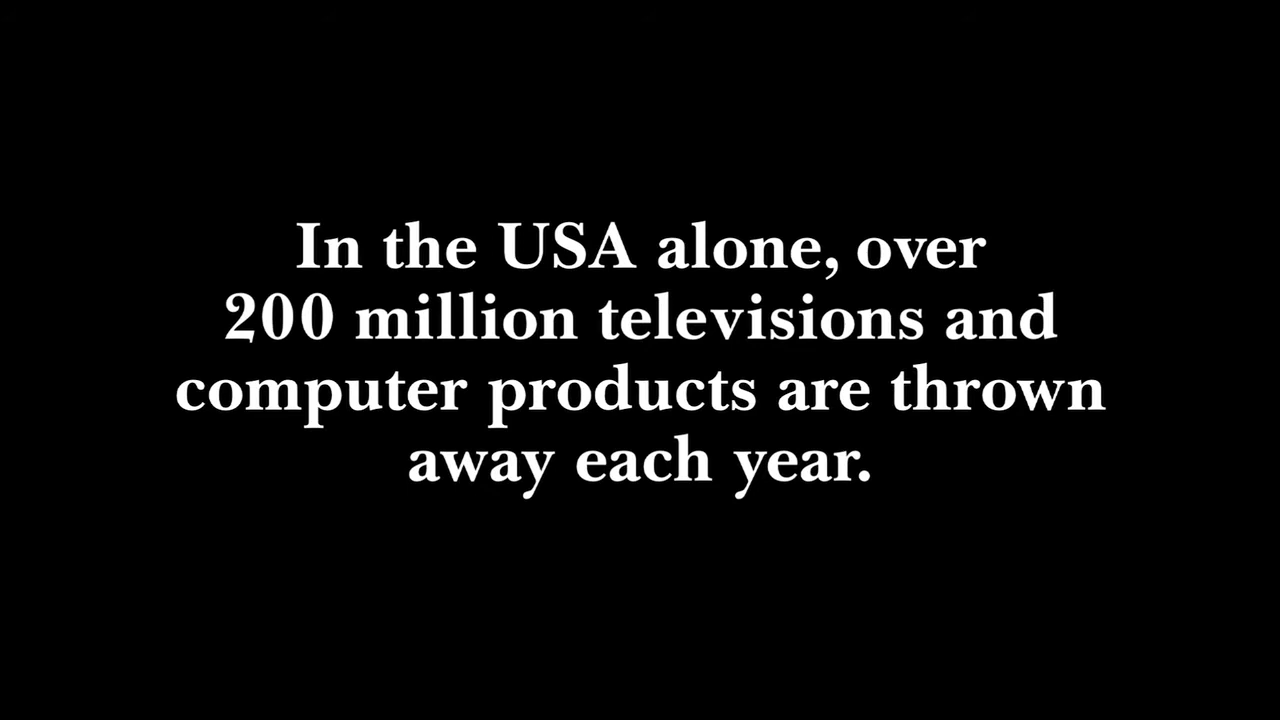 In the USA alone, over
200 million televisions and
computer products are thrown
away each year.